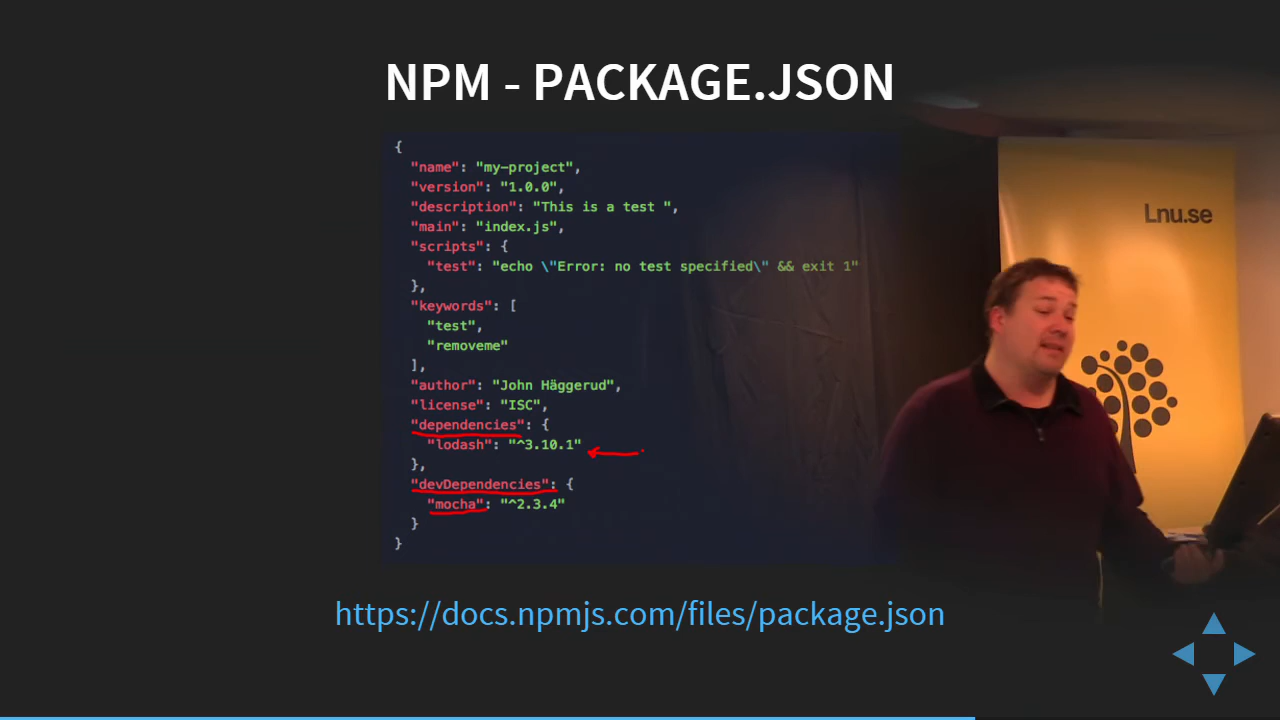 NPM - PACKAGE.JSON
{
"name": "my-project",
"version": "1.0.0",
"description": "This is a test ",
"main": "index.js",
"scripts": {
"test": "echo \"Error: no test specified\" && exit 1"
},
"keywords": [
"test",
"removeme"
],
"author": "John Häggerud",
"license": "ISC",
"dependencies": {
"lodash": "^3.10.1"
},
"devDependencies": {
"mocha": "^2.3.4"
}
}
https://docs.npmjs.com/files/package.json
Lnu.se